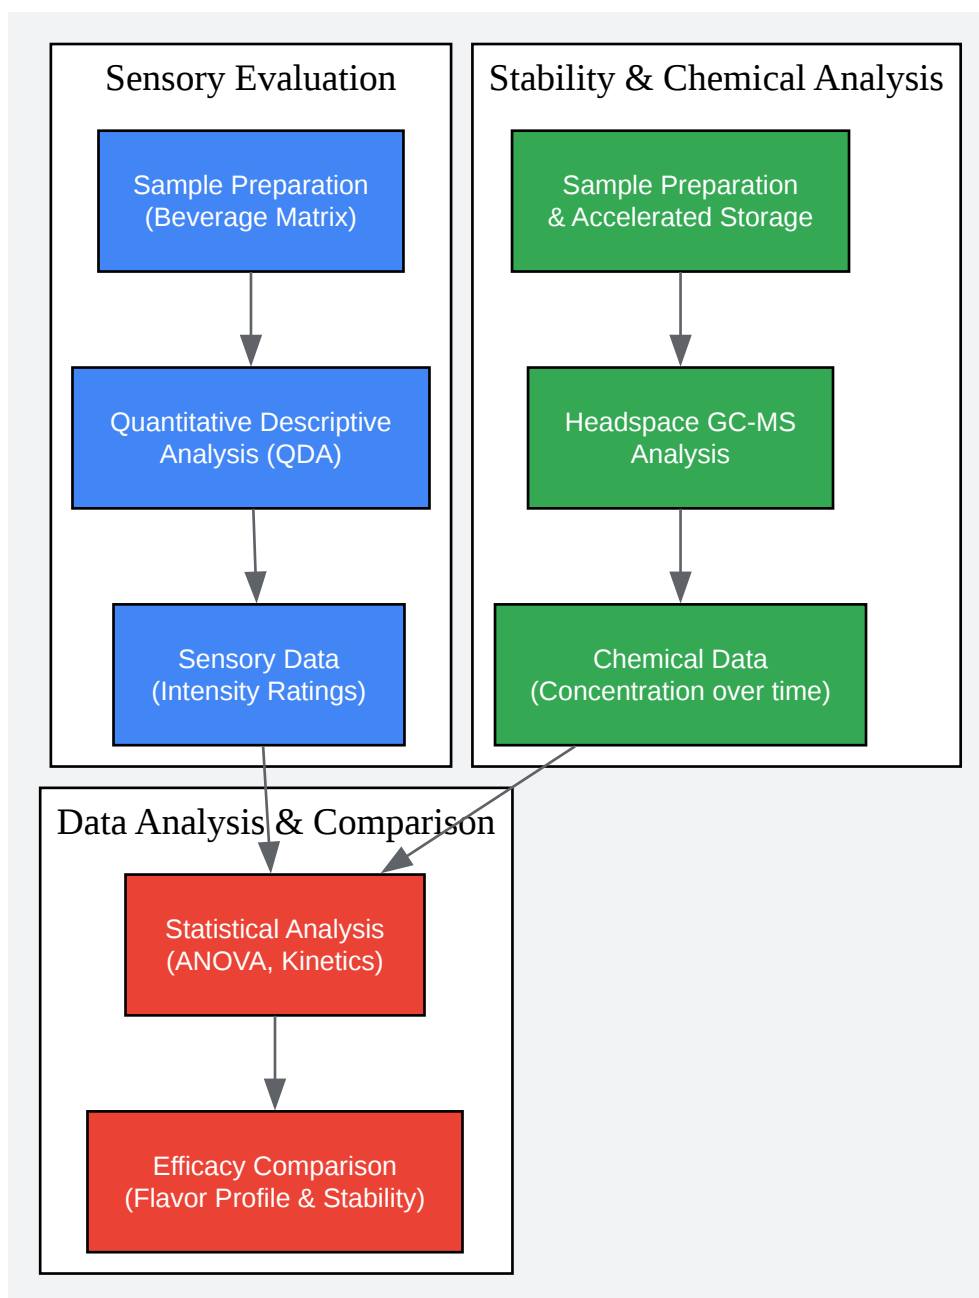 Sensory Evaluation
Sample Preparation
(Beverage Matrix)
Quantitative Descriptive
Analysis (QDA)
Sensory Data
(Intensity Ratings)
Stability & Chemical Analysis
Sample Preparation
& Accelerated Storage
Headspace GC-MS
Analysis
Chemical Data
(Concentration over time)
Data Analysis & Comparison
Statistical Analysis
(ANOVA, Kinetics)
Efficacy Comparison
(Flavor Profile & Stability)